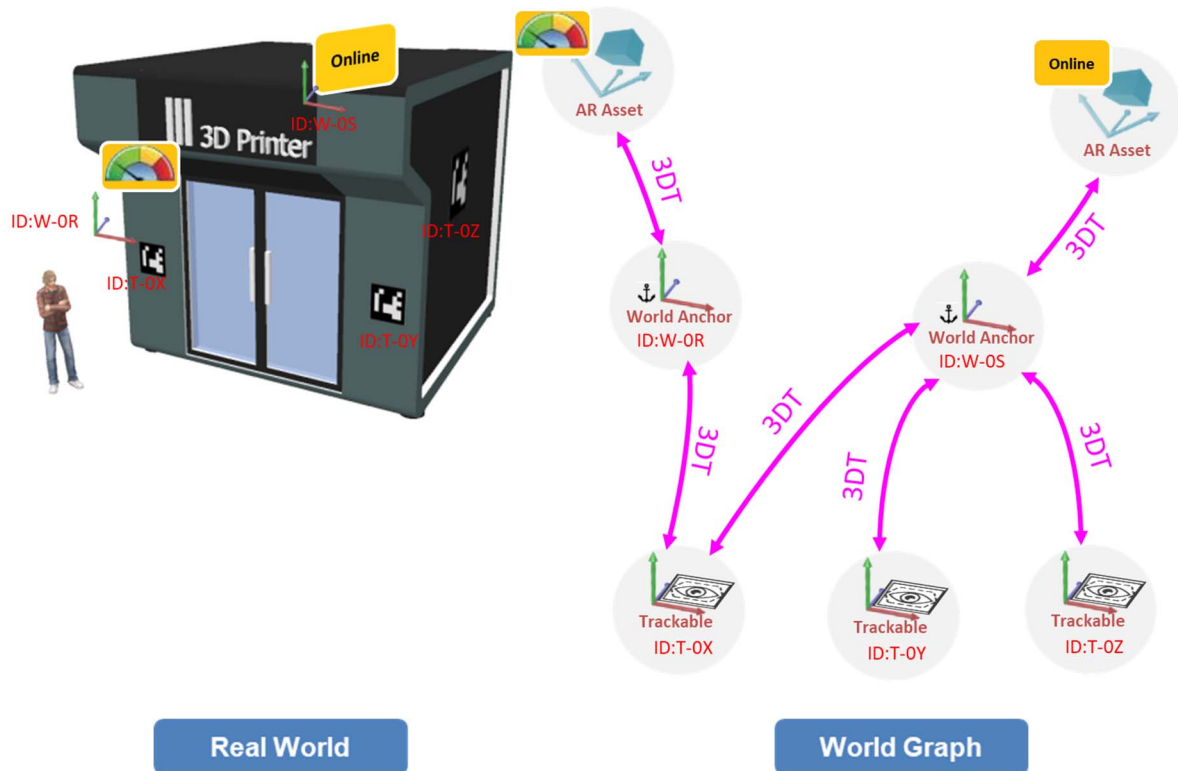 Online
ID:W-0S
3D Printer
ID:W-0R
ID:T-0X
ID:T-0Z
ID:T-0Y
AR Asset
Online
AR Asset
3DT
3DT
World Anchor
ID:W-0R
World Anchor
ID:W-0S
3DT
3DT
3DT
3DT
Trackable
ID:T-0X
Trackable
ID:T-0Y
Trackable
ID:T-0Z
Real World
World Graph